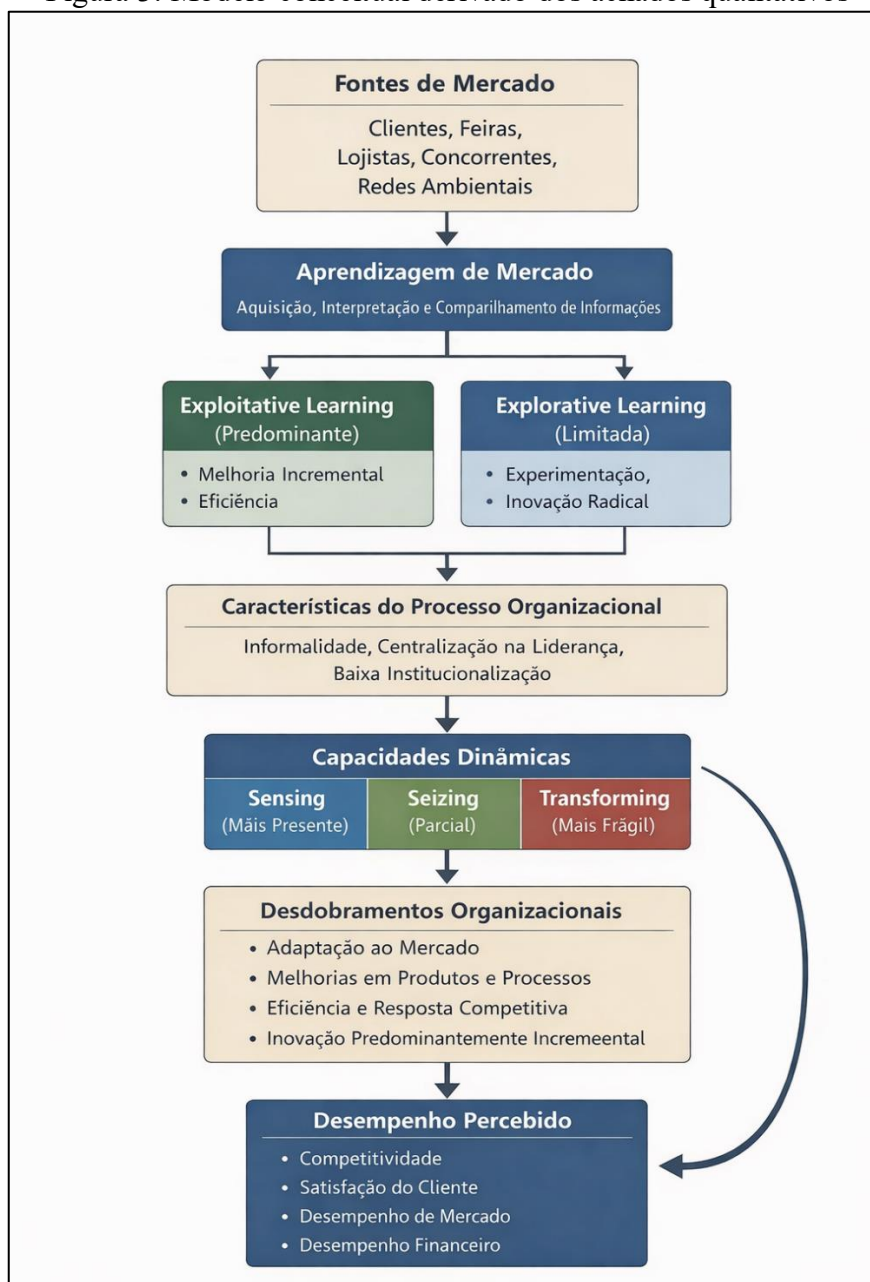 Figura 3: Modelo conceitual derivado dos achados qualitativos
Fontes de Mercado
Clientes, Feiras,
Lojistas, Concorrentes,
Redes Ambientais
Aprendizagem de Mercado
Aquisição, Interpretação e Comparilhamento de Informações
Exploitative Learning
(Predominante)
• Melhoria Incremental
• Eficiência
Explorative Learning
(Limitada)
• Experimentação,
• Inovação Radical
Características do Processo Organizacional
Informalidade, Centralização na Liderança,
Baixa Institucionalização
Capacidades Dinâmicas
Sensing
(Mäis Presente)
Seizing
(Parcial)
Transforming
(Mais Frãgil)
Desdobramentos Organizacionais
• Adaptação ao Mercado
• Melhorias em Produtos e Processos
• Eficiência e Resposta Competitiva
• Inovação Predominantemente Incremeental
Desempenho Percebido
• Competitividade
• Satisfação do Cliente
• Desempenho de Mercado
• Desempenho Financeiro